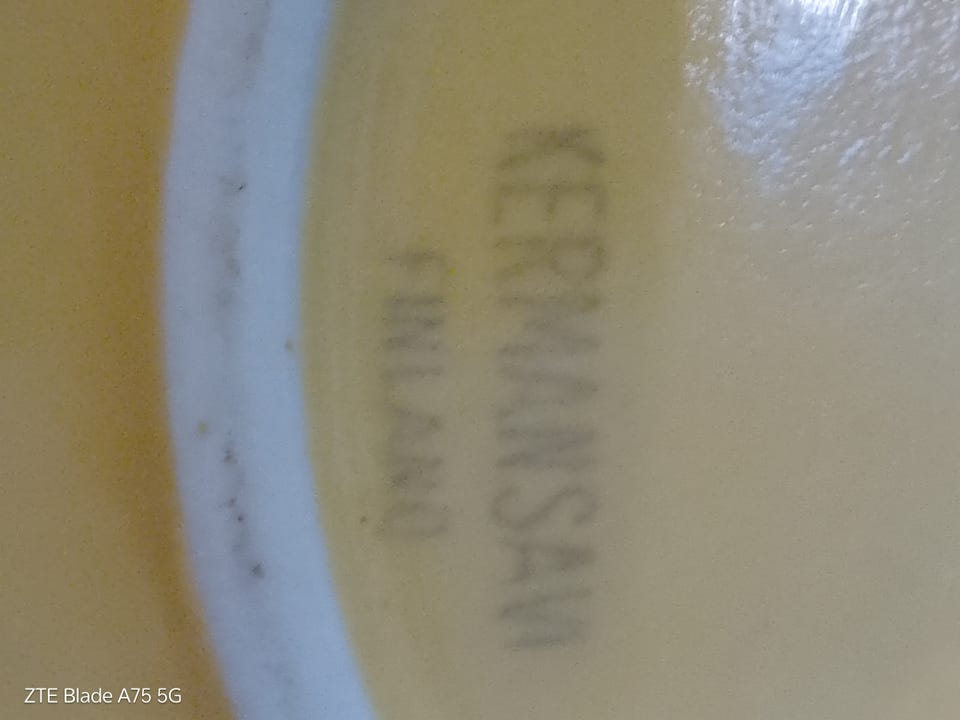 KERMANSAVI
FINLAND
ZTE Blade A75 5G